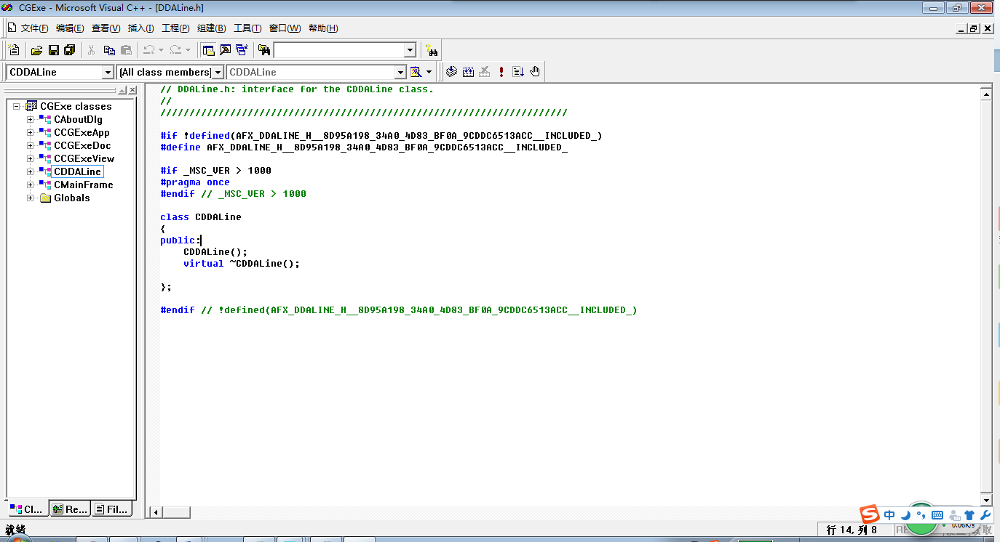 CGExe - Microsoft Visual C++ - [DDALine.h]
文件(F) 编辑(E) 查看(V) 插入(I) 工程(P) 组建(B) 工具(T) 窗口(W) 帮助(H)
CDDALine [All class members] CDDALine
CGExe classes
CAboutDlg
CCGExeApp
CCGExeDoc
CCGExeView
CDDALine
CMainFrame
Globals
// DDALine.h: interface for the CDDALine class.
//
//////////////////////////////////////////////////////////////////////
#if !defined(AFX_DDALINE_H__8D95A198_34A0_4D83_BF0A_9CDDC6513ACC__INCLUDED_)
#define AFX_DDALINE_H__8D95A198_34A0_4D83_BF0A_9CDDC6513ACC__INCLUDED_
#if _MSC_VER > 1000
#pragma once
#endif // _MSC_VER > 1000
class CDDALine
{
public:
    CDDALine();
    virtual ~CDDALine();
};
#endif // !defined(AFX_DDALINE_H__8D95A198_34A0_4D83_BF0A_9CDDC6513ACC__INCLUDED_)
Cl... Re... Fil...
中
就绪 行 14, 列 8 0.06K/s